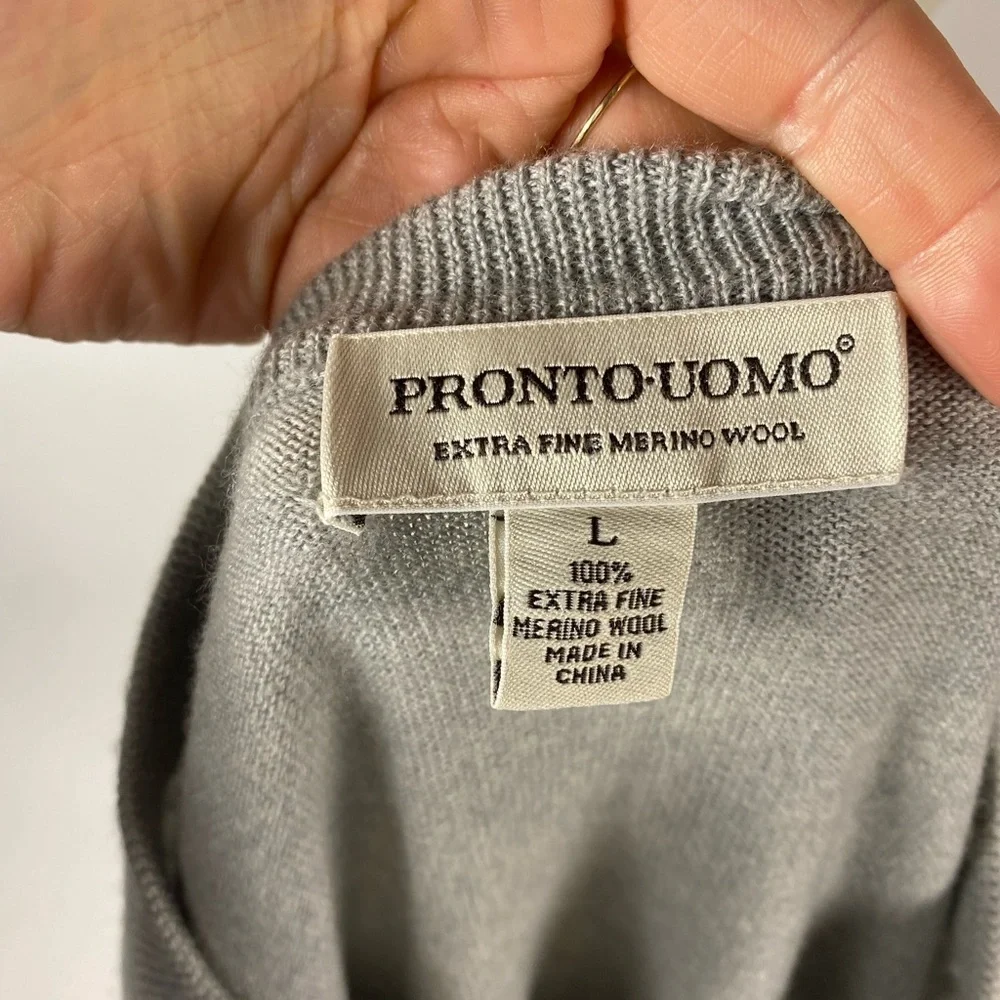 PRONTO·UOMO®
EXTRA FINE MERINO WOOL
L
100%
EXTRA FINE
MERINO WOOL
MADE IN
CHINA